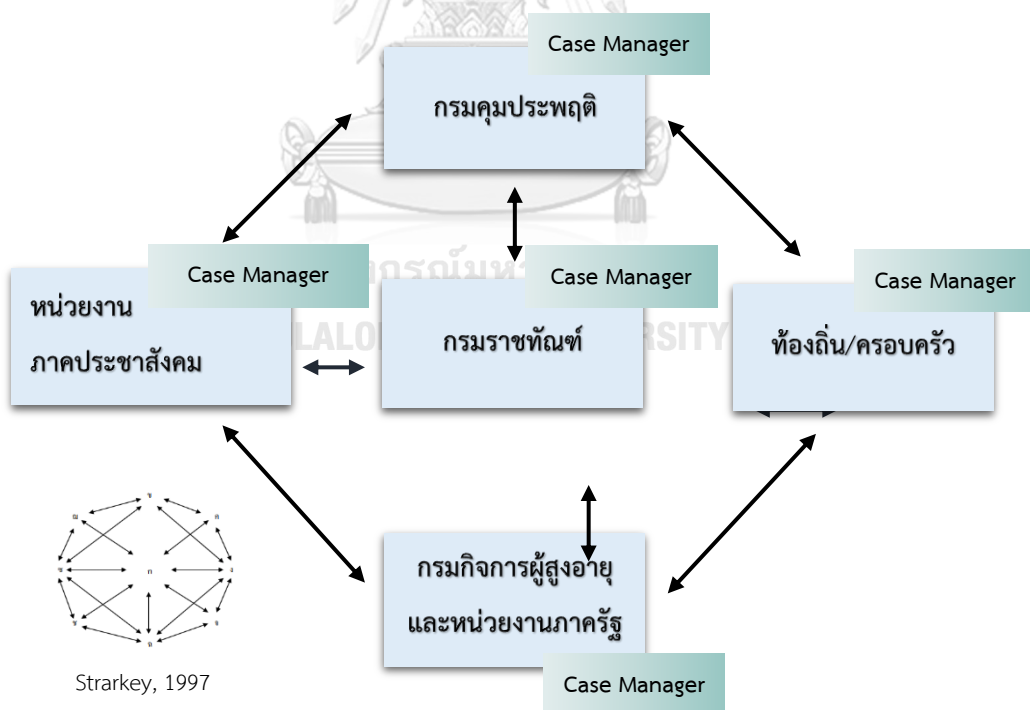 Case Manager
กรมคุมประพฤติ
Case Manager
หน่วยงาน
ภาคประชาสังคม
Case Manager
กรมราชทัณฑ์
Case Manager
ท้องถิ่น/ครอบครัว
กรมกิจการผู้สูงอายุ
และหน่วยงานภาครัฐ
Case Manager
Strarkey, 1997